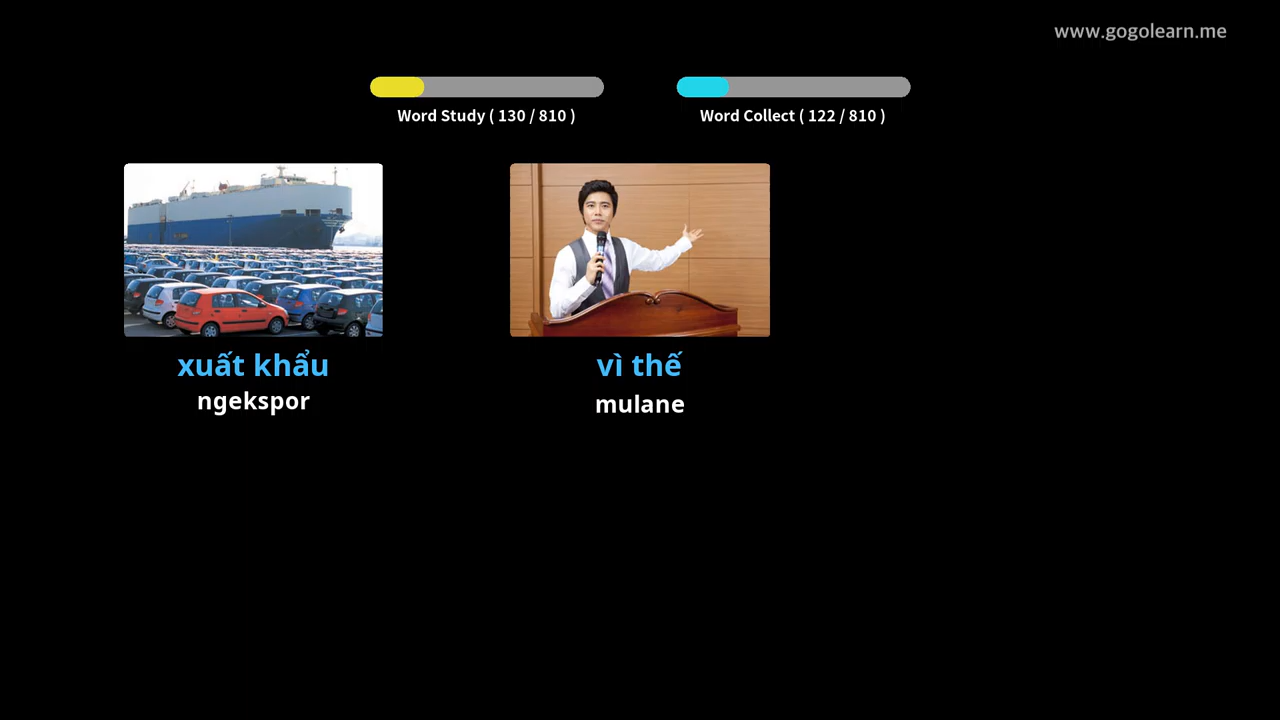 www.gogolearn.me
Word Study ( 130 / 810 )
Word Collect ( 122 / 810 )
xuất khẩu
ngekspor
vì thế
mulane